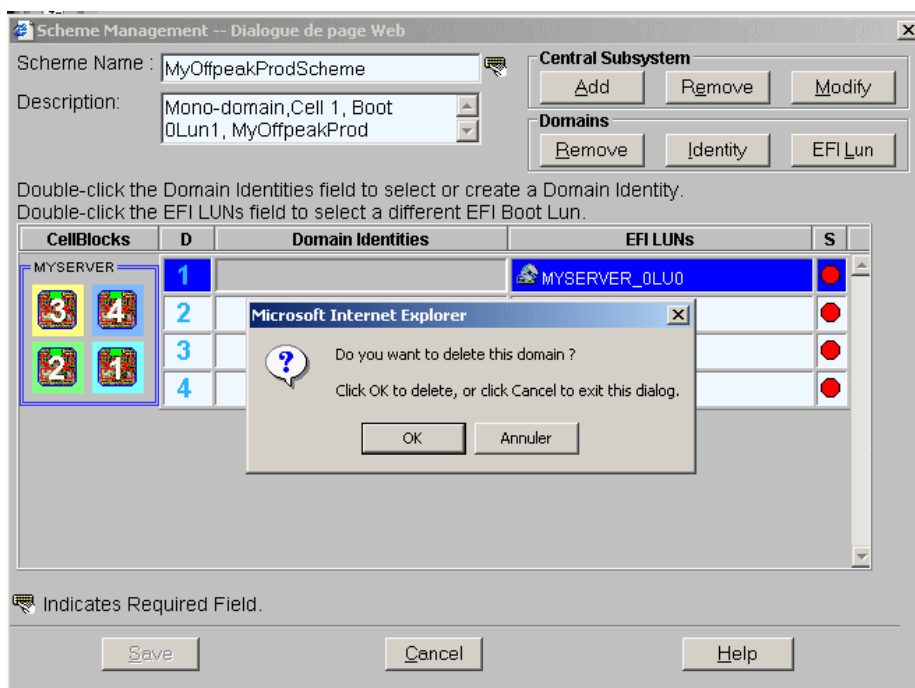 Scheme Management -- Dialogue de page Web
Scheme Name :
MyOffpeakProdScheme
Description:
Mono-domain,Cell 1, Boot
0Lun1, MyOffpeakProd
Central Subsystem
Add
Remove
Modify
Domains
Remove
Identity
EFI Lun
Double-click the Domain Identities field to select or create a Domain Identity.
Double-click the EFI LUNs field to select a different EFI Boot Lun.
CellBlocks
D
Domain Identities
EFI LUNs
S
MYSERVER
3
4
2
1
1
MYSERVER_0LU0
2
3
4
Microsoft Internet Explorer
Do you want to delete this domain ?
Click OK to delete, or click Cancel to exit this dialog.
OK
Annuler
Indicates Required Field.
Save
Cancel
Help